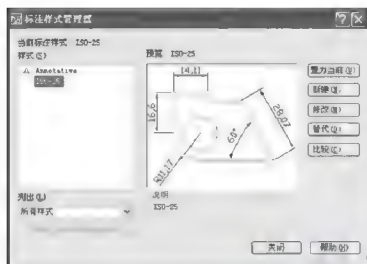 标注样式管理器
当前标注样式 ISO-25
样式(S)
Annotative
ISO-25
预览 ISO-25
14,11
16,6
28,07
60°
R11,17
置为当前(U)
新建(N)...
修改(M)...
替代(O)...
比较(C)...
列出(L)
所有样式
说明
ISO-25
关闭
帮助(H)